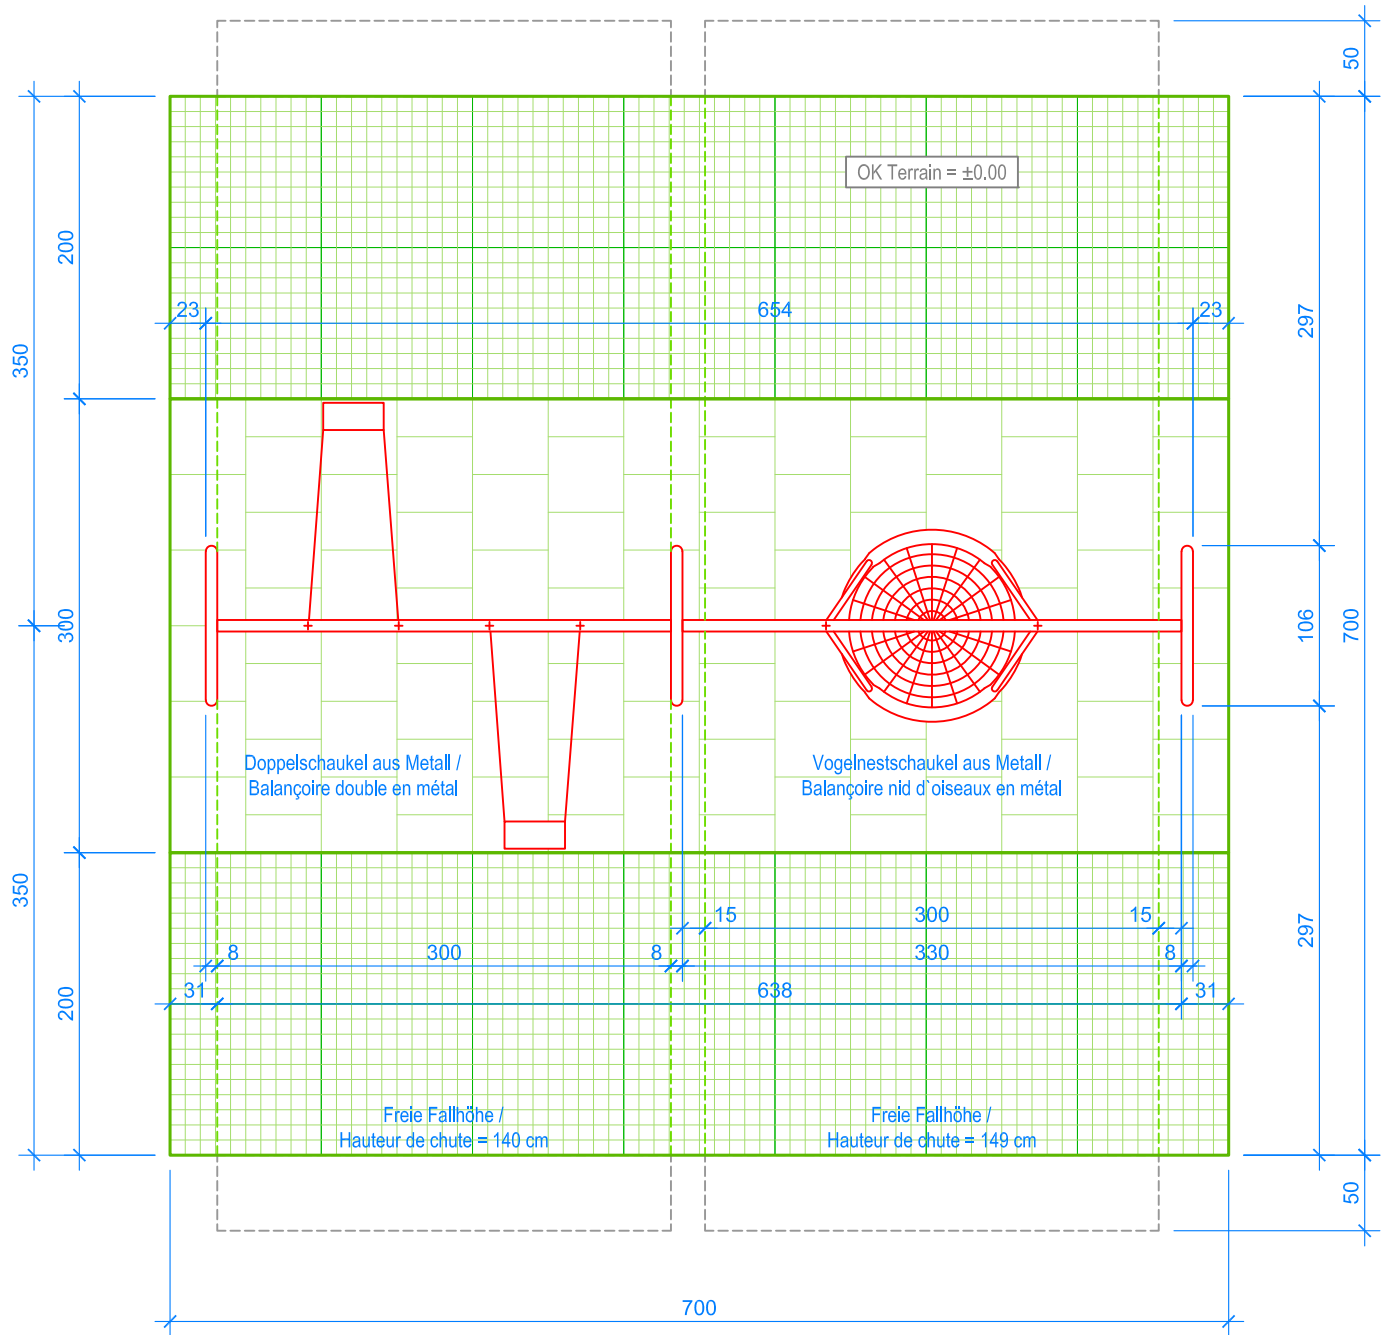 50
OK Terrain = ±0.00
200
23
654
23
297
350
300
106
700
Doppelschaukel aus Metall /
Balançoire double en métal
Vogelnestschaukel aus Metall /
Balançoire nid d`oiseaux en métal
350
15
300
15
297
8
300
8
330
8
200
31
638
31
Freie Fallhöhe /
Hauteur de chute = 140 cm
Freie Fallhöhe /
Hauteur de chute = 149 cm
50
700